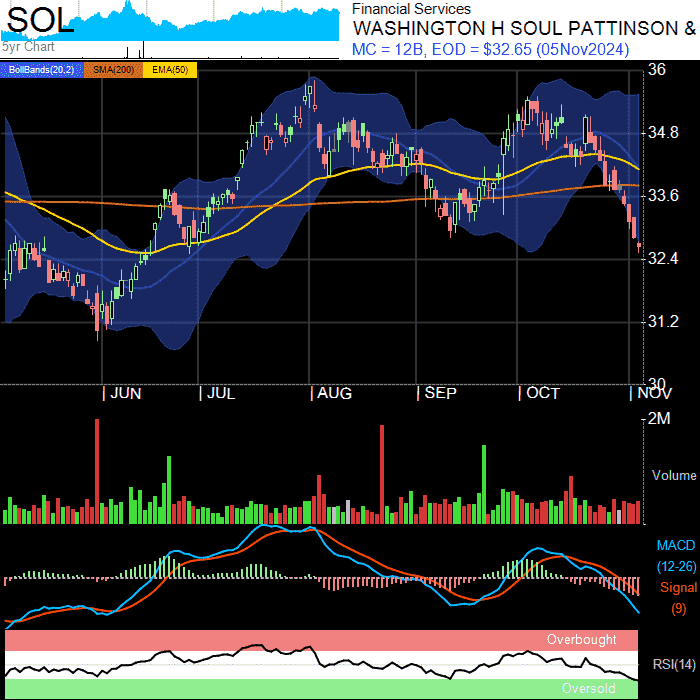 SOL
5yr Chart
Financial Services
WASHINGTON H SOUL PATTINSON &
MC = 12B, EOD = $32.65 (05Nov2024)
BollBands(20,2) SMA(200) EMA(50)
36
34.8
33.6
32.4
31.2
30
| JUN | JUL | AUG | SEP | OCT | NOV
2M
Volume
MACD
(12-26)
Signal
(9)
Overbought
RSI(14)
Oversold